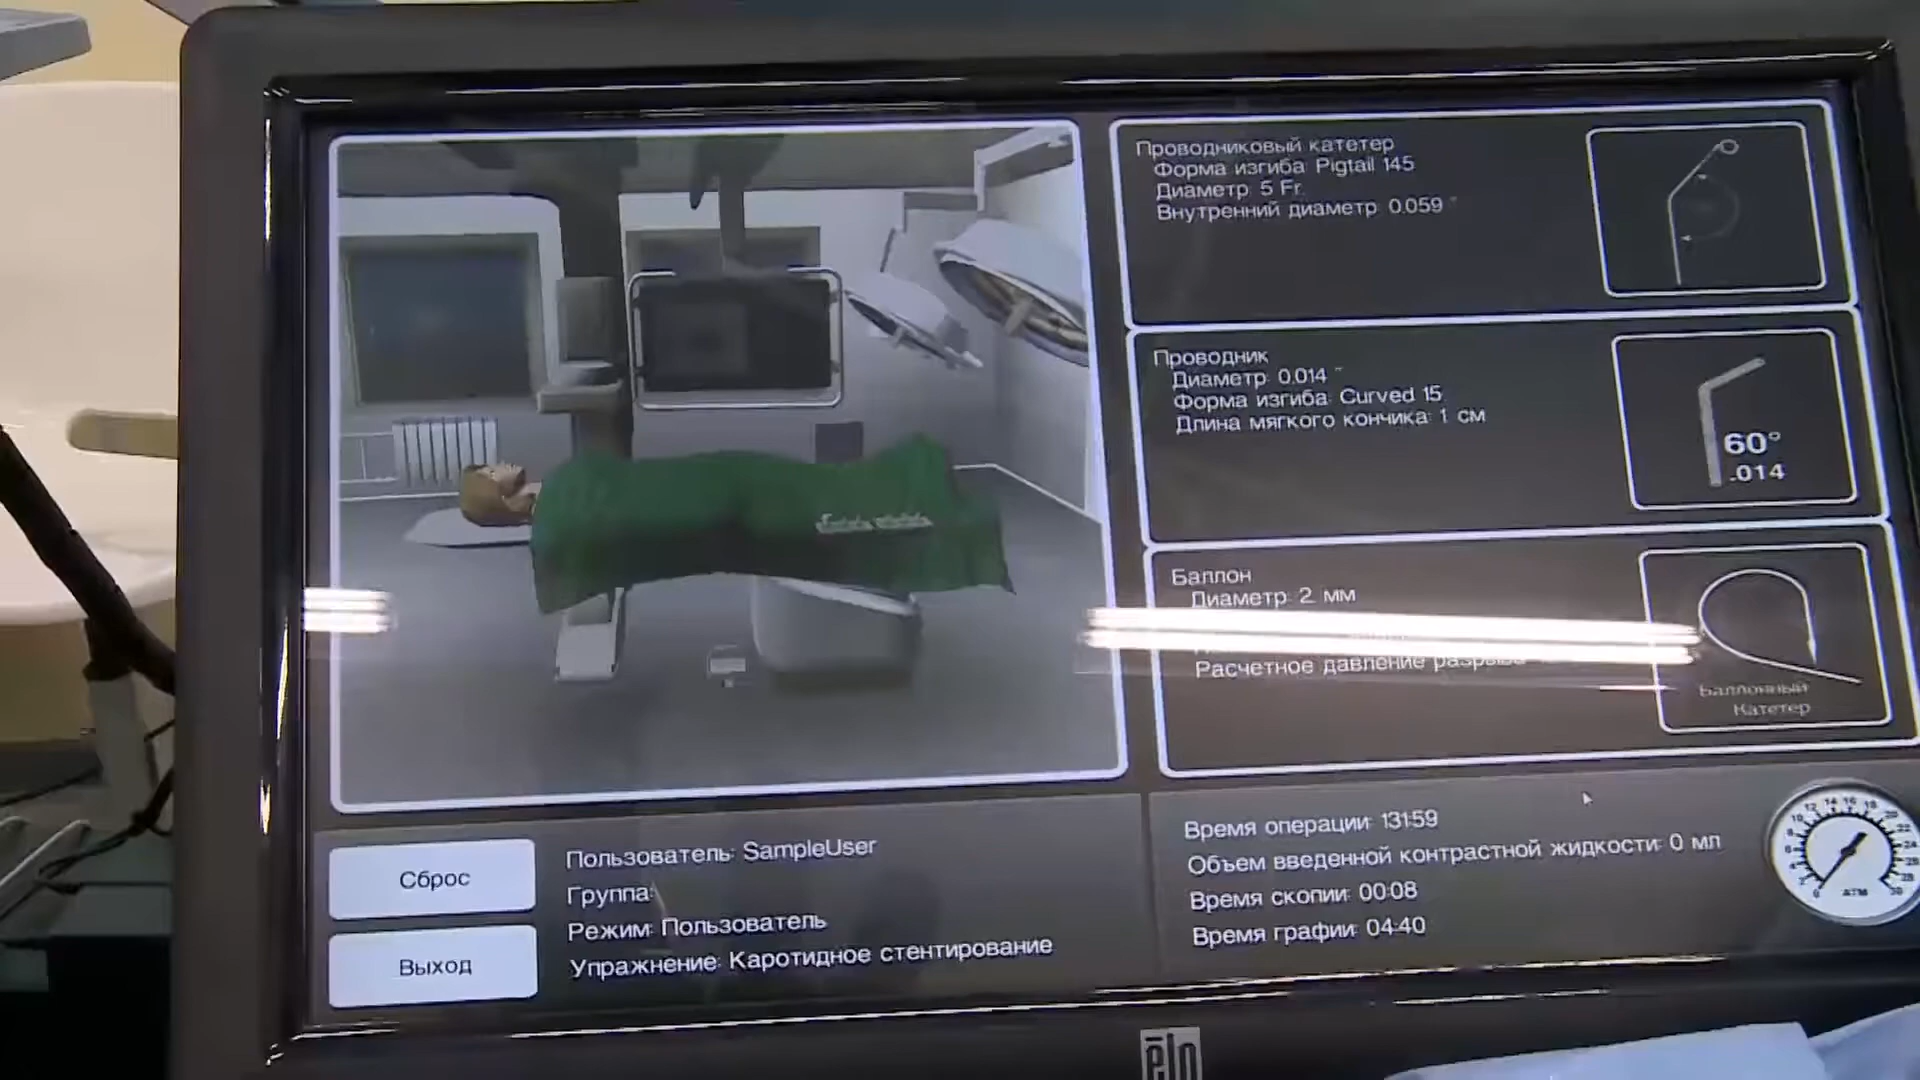 Проводниковый катетер
Форма изгиба: Pigtail 145
Диаметр: 5 Fr.
Внутренний диаметр: 0.059 "
Проводник
Диаметр: 0.014 "
Форма изгиба: Curved 15
Длина мягкого кончика: 1 см
60°
.014
Баллон
Диаметр: 2 мм
Расчетное давление разрыва
Баллонный
Катетер
Сброс
Выход
Пользователь: SampleUser
Группа:
Режим: Пользователь
Упражнение: Каротидное стентирование
Время операции: 131:59
Объем введенной контрастной жидкости: 0 мл
Время скопии: 00:08
Время графии: 04:40
АТМ
elo